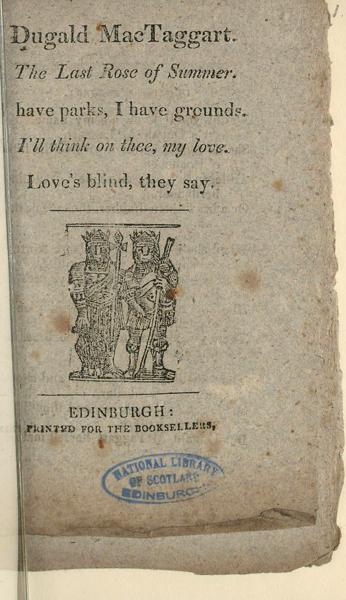 Dugald MacTaggart.
The Last Rose of Summer.
have parks, I have grounds.
I'll think on thee, my love.
Love's blind, they say.
EDINBURGH:
PRINTED FOR THE BOOKSELLERS,
NATIONAL LIBRARY
OF SCOTLAND
EDINBURGH